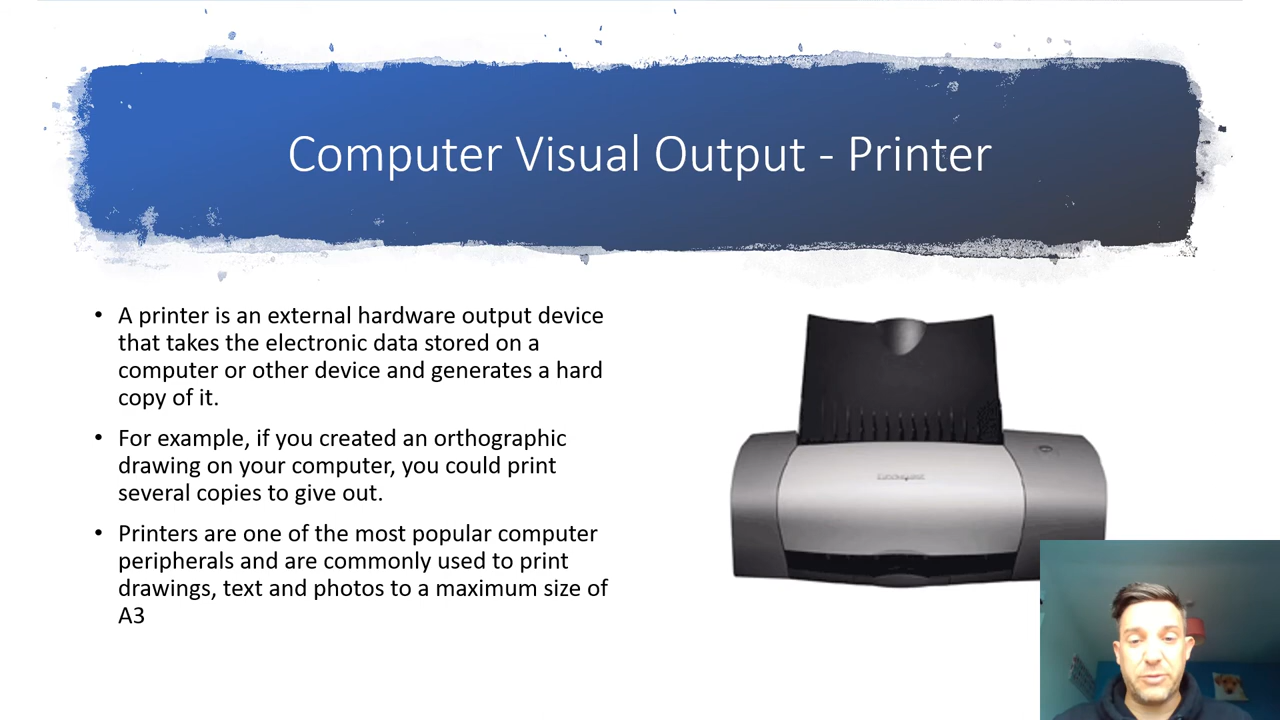 Computer Visual Output - Printer
• A printer is an external hardware output device
that takes the electronic data stored on a
computer or other device and generates a hard
copy of it.
• For example, if you created an orthographic
drawing on your computer, you could print
several copies to give out.
• Printers are one of the most popular computer
peripherals and are commonly used to print
drawings, text and photos to a maximum size of
A3